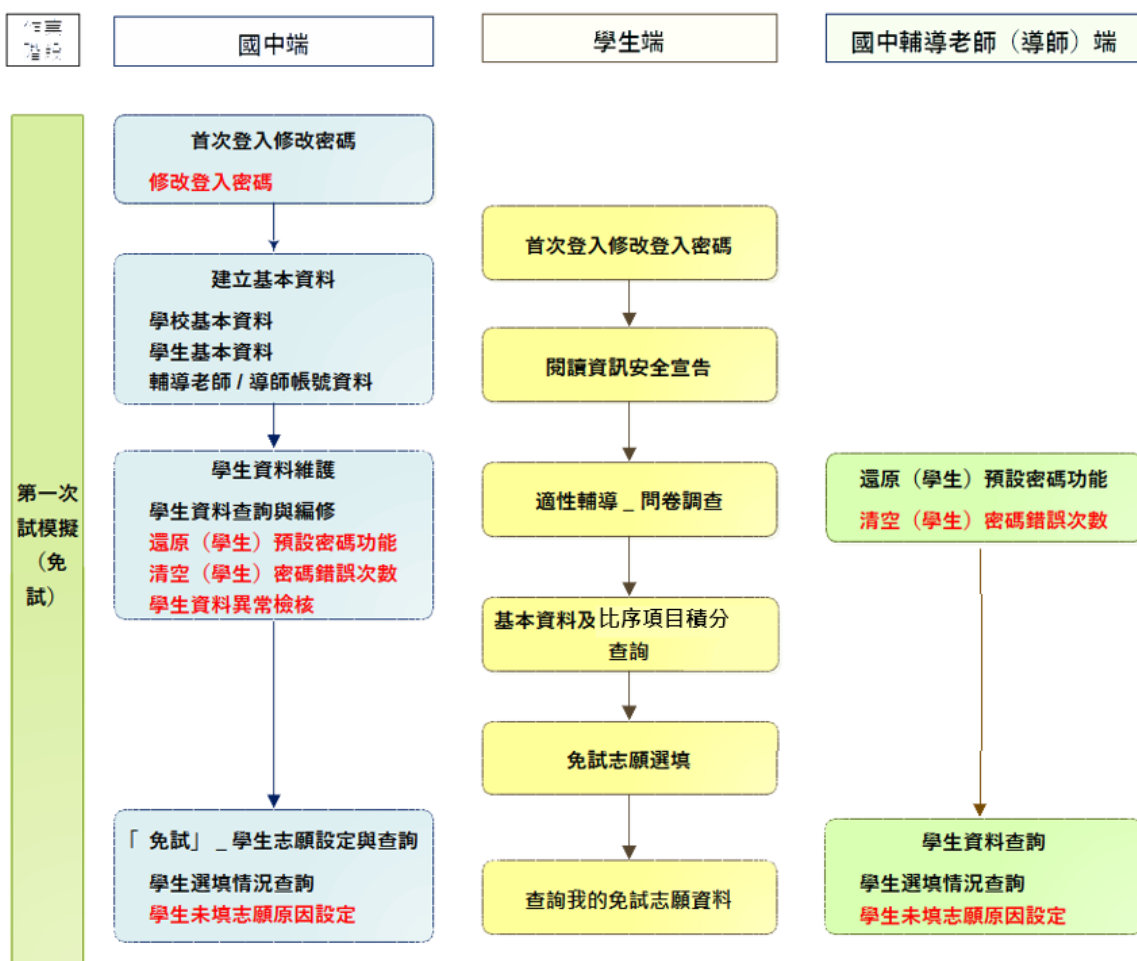 國中端
學生端
國中輔導老師（導師）端
第一次
試模擬
（免
試）
首次登入修改密碼
修改登入密碼
建立基本資料
學校基本資料
學生基本資料
輔導老師 / 導師帳號資料
學生資料維護
學生資料查詢與編修
還原（學生）預設密碼功能
清空（學生）密碼錯誤次數
學生資料異常檢核
「 免試」_ 學生志願設定與查詢
學生選填情況查詢
學生未填志願原因設定
首次登入修改登入密碼
閱讀資訊安全宣告
適性輔導 _ 問卷調查
基本資料及比序項目積分
查詢
免試志願選填
查詢我的免試志願資料
還原（學生）預設密碼功能
清空（學生）密碼錯誤次數
學生資料查詢
學生選填情況查詢
學生未填志願原因設定